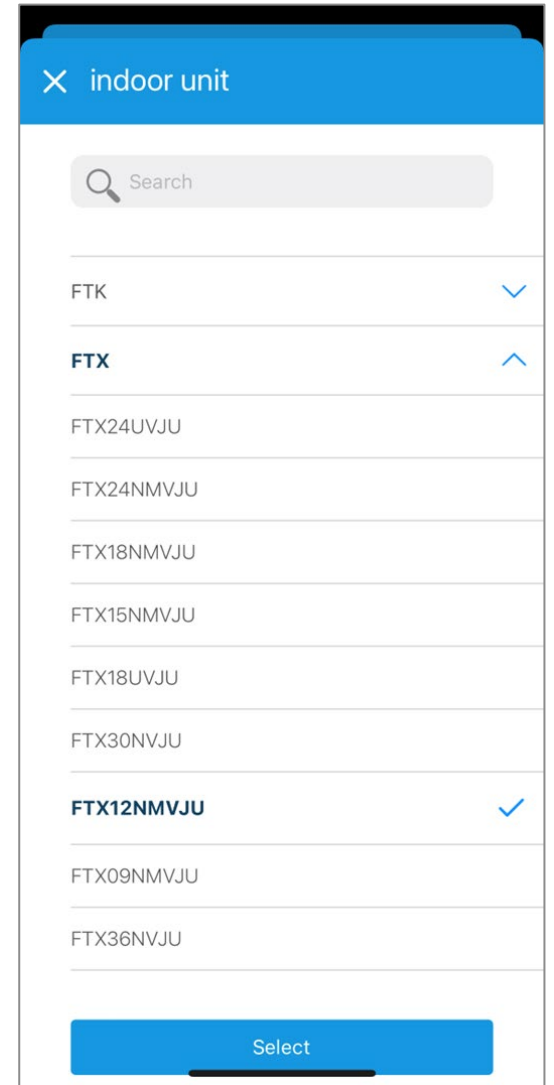 indoor unit
Search
FTK
FTX
FTX24UVJU
FTX24NMVJU
FTX18NMVJU
FTX15NMVJU
FTX18UVJU
FTX30NVJU
FTX12NMVJU
FTX09NMVJU
FTX36NVJU
Select